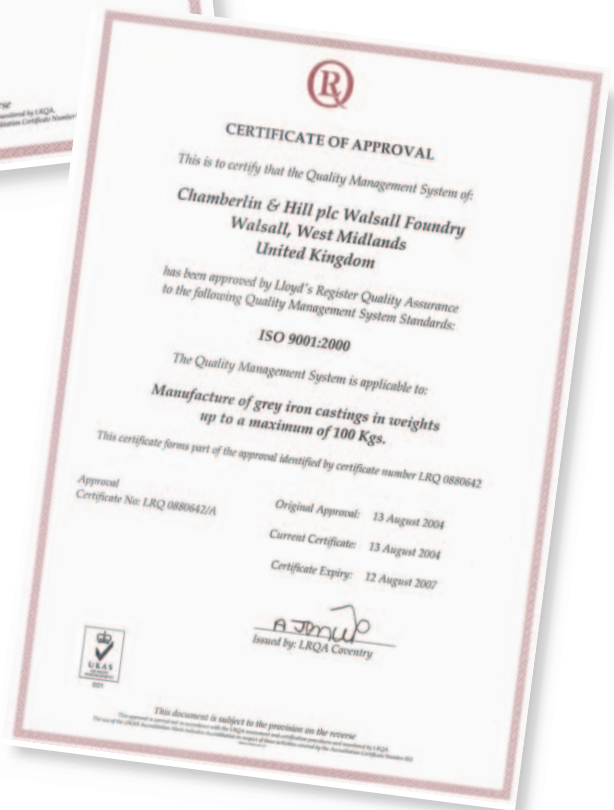 CERTIFICATE OF APPROVAL
This is to certify that the Quality Management System of:
Chamberlin & Hill plc Walsall Foundry
Walsall, West Midlands
United Kingdom
has been approved by Lloyd's Register Quality Assurance
to the following Quality Management System Standards:
ISO 9001:2000
The Quality Management System is applicable to:
Manufacture of grey iron castings in weights
up to a maximum of 100 Kgs.
This certificate forms part of the approval identified by certificate number LRQ 0880642
Approval
Certificate No: LRQ 0880642/A
Original Approval: 13 August 2004
Current Certificate: 13 August 2004
Certificate Expiry: 12 August 2007
Issued by: LRQA Coventry
UKAS
001
This document is subject to the provision on the reverse